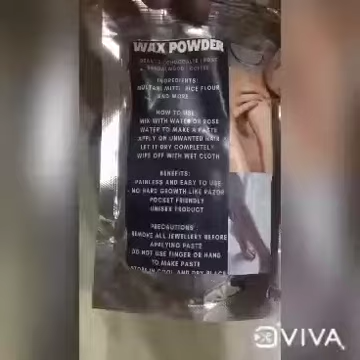 WAX POWDER
INGREDIENTS:
MULTANI MITTI, RICE FLOUR
AND MORE
HOW TO USE
MIX WITH WATER OR ROSE
WATER TO MAKE A PASTE
APPLY ON UNWANTED HAIR
LET IT DRY COMPLETELY
WIPE OFF WITH WET CLOTH
BENEFITS:
PAINLESS AND EASY TO USE
NO HARD GROWTH-LIKE RAZOR
POCKET FRIENDLY
UNISEX PRODUCT
PRECAUTIONS
REMOVE ALL JEWELLERY BEFORE
APPLYING PASTE
DO NOT USE FINGER OR HAND
TO MAKE PASTE
STORE IN COOL AND DRY PLACE
VIVA